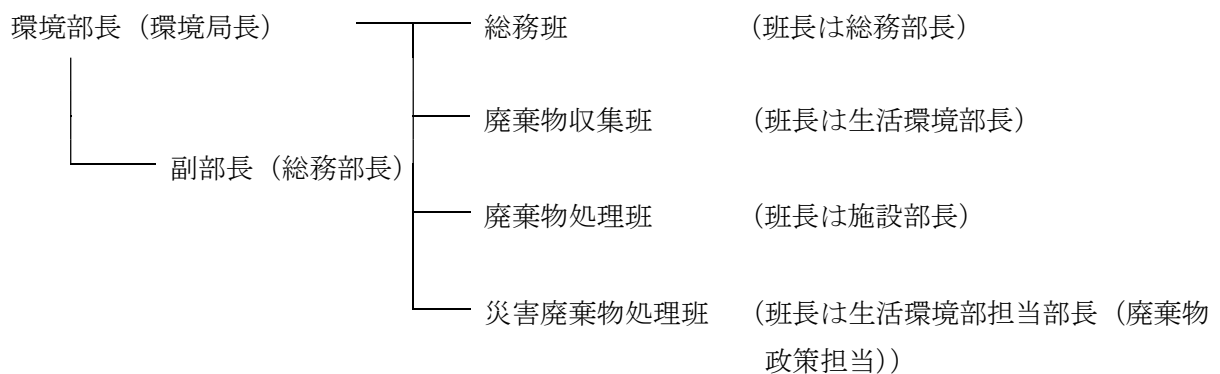 環境部長（環境局長） 総務班 （班長は総務部長）
廃棄物収集班 （班長は生活環境部長）
副部長（総務部長）
廃棄物処理班 （班長は施設部長）
災害廃棄物処理班 （班長は生活環境部担当部長（廃棄物
政策担当））